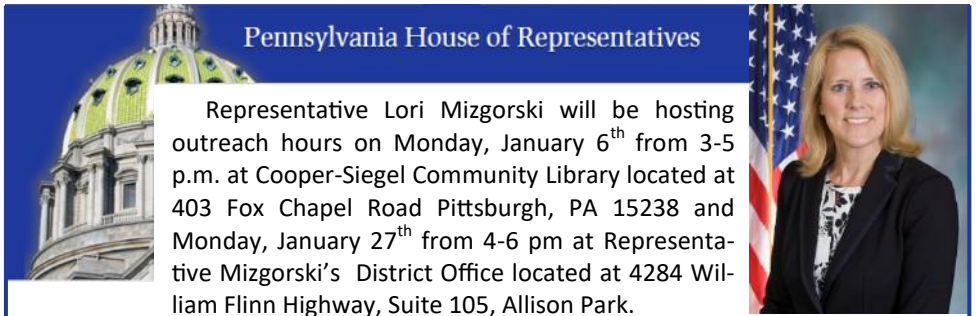 Pennsylvania House of Representatives
Representative Lori Mizgorski will be hosting
outreach hours on Monday, January 6th from 3-5
p.m. at Cooper-Siegel Community Library located at
403 Fox Chapel Road Pittsburgh, PA 15238 and
Monday, January 27th from 4-6 pm at Representa-
tive Mizgorski's District Office located at 4284 Wil-
liam Flinn Highway, Suite 105, Allison Park.